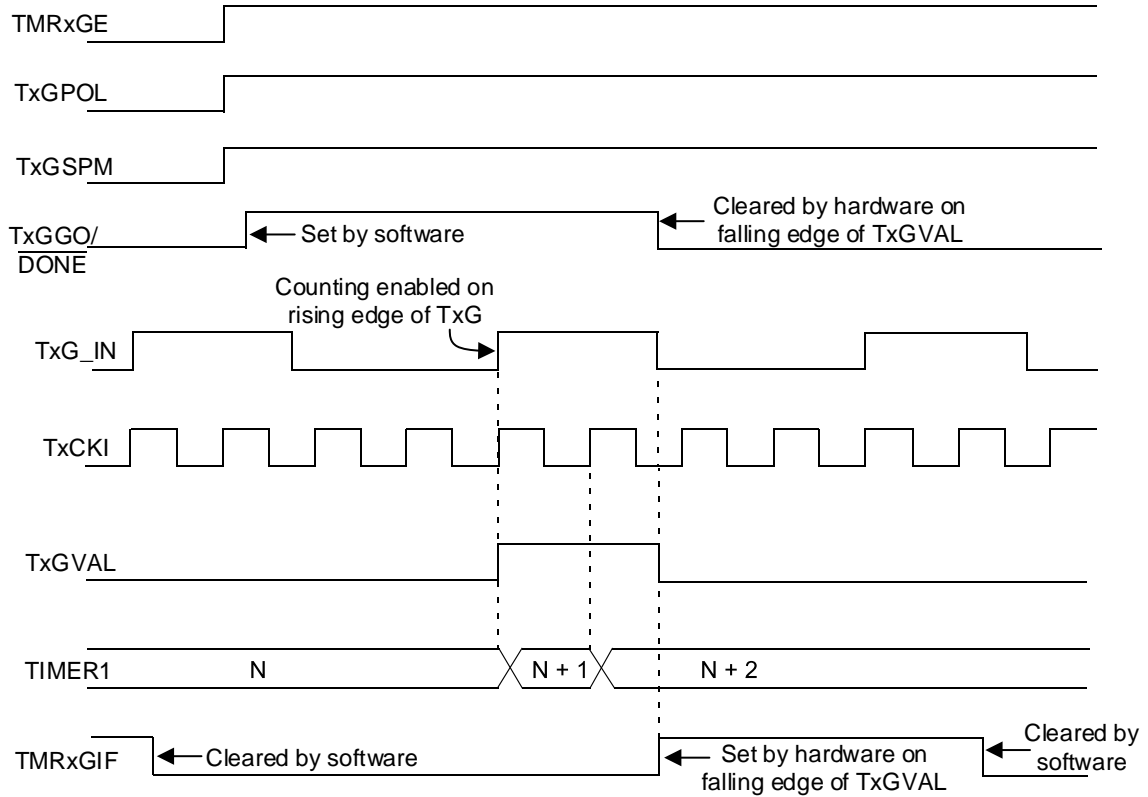 TMRxGE
TxGPOL
TxGSPM
TxGGO/
DONE
Set by software
Cleared by hardware on
falling edge of TxGVAL
Counting enabled on
rising edge of TxG
TxG_IN
TxCKI
TxGVAL
TIMER1
N
N + 1
N + 2
TMRxGIF
Cleared by software
Set by hardware on
falling edge of TxGVAL
Cleared by
software